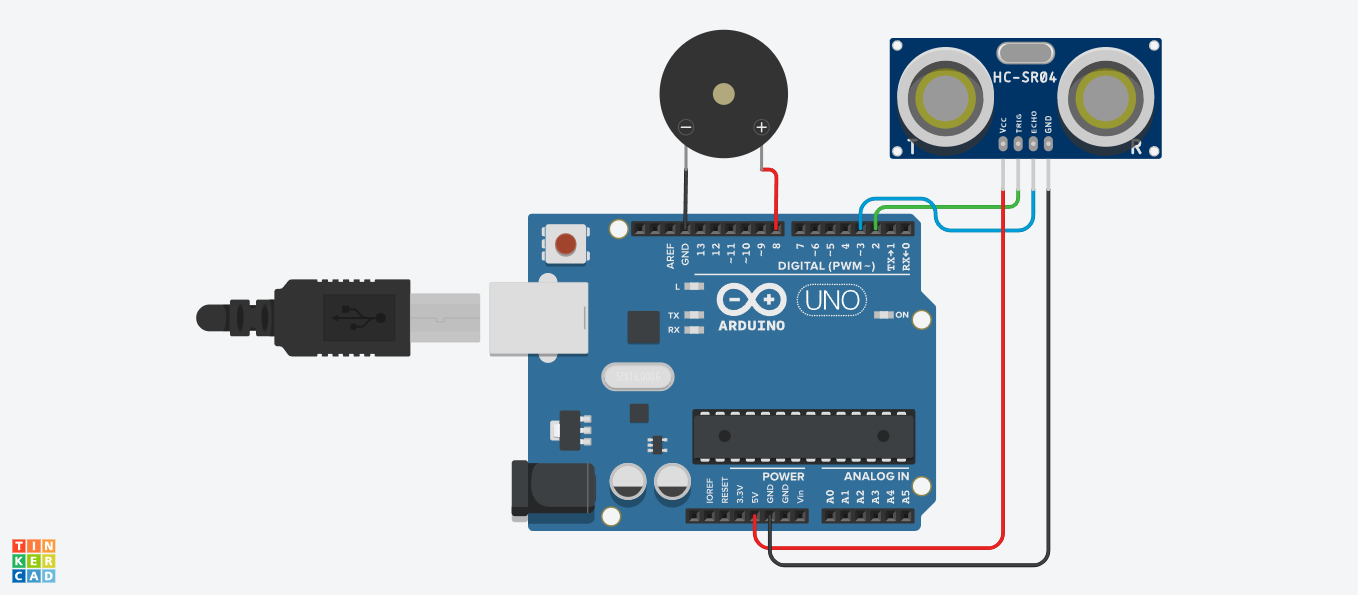 HC-SR04
VCC
TRIG
ECHO
GND
T
R
− +
AREF
GND
13
12
~11
~10
~9
8
7
~6
~5
4
~3
2
TX→1
RX←0
DIGITAL (PWM ~)
L
TX
RX
UNO
ARDUINO
ON
POWER
ANALOG IN
IOREF
RESET
3.3V
5V
GND
GND
Vin
A0
A1
A2
A3
A4
A5
TIN
KER
CAD